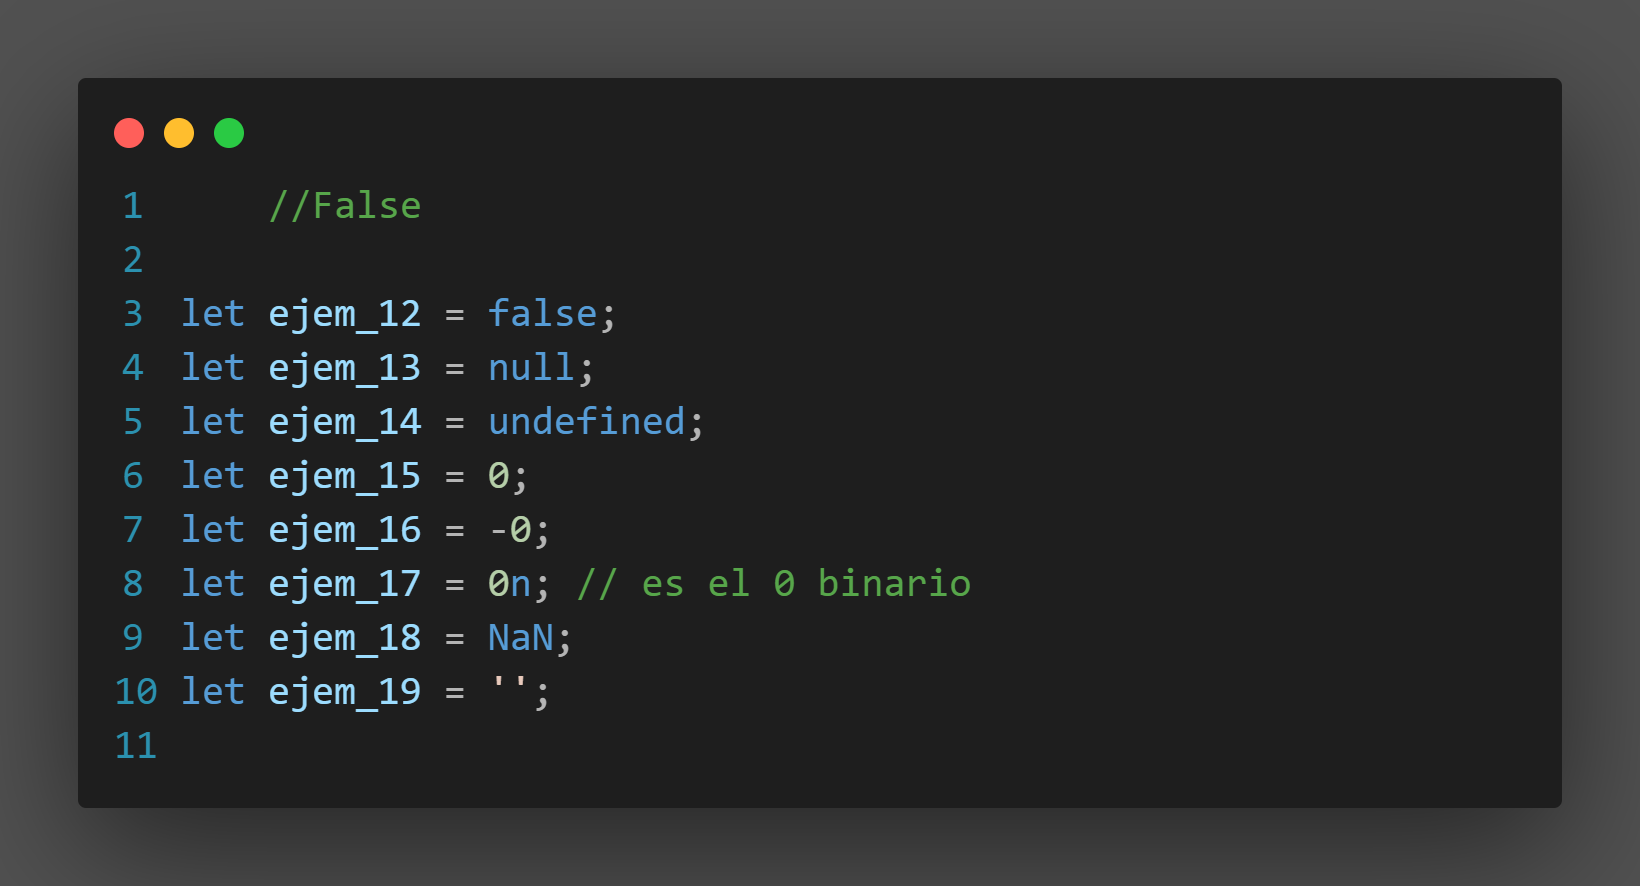 1 //False
2
3 let ejem_12 = false;
4 let ejem_13 = null;
5 let ejem_14 = undefined;
6 let ejem_15 = 0;
7 let ejem_16 = -0;
8 let ejem_17 = 0n; // es el 0 binario
9 let ejem_18 = NaN;
10 let ejem_19 = '';
11